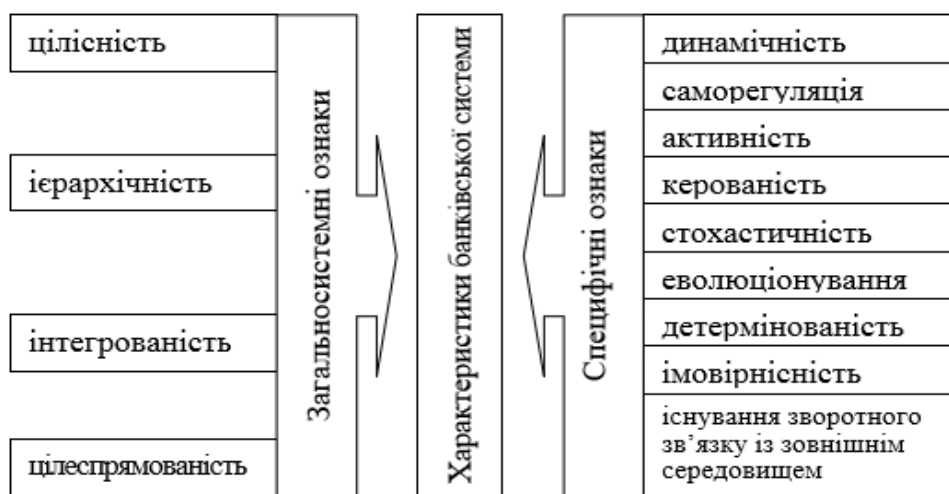 цілісність
ієрархічність
інтегрованість
цілеспрямованість
Загальносистемні ознаки
Характеристики банківської системи
Специфічні ознаки
динамічність
саморегуляція
активність
керованість
стохастичність
еволюціонування
детермінованість
імовірнісність
існування зворотного
зв’язку із зовнішнім
середовищем